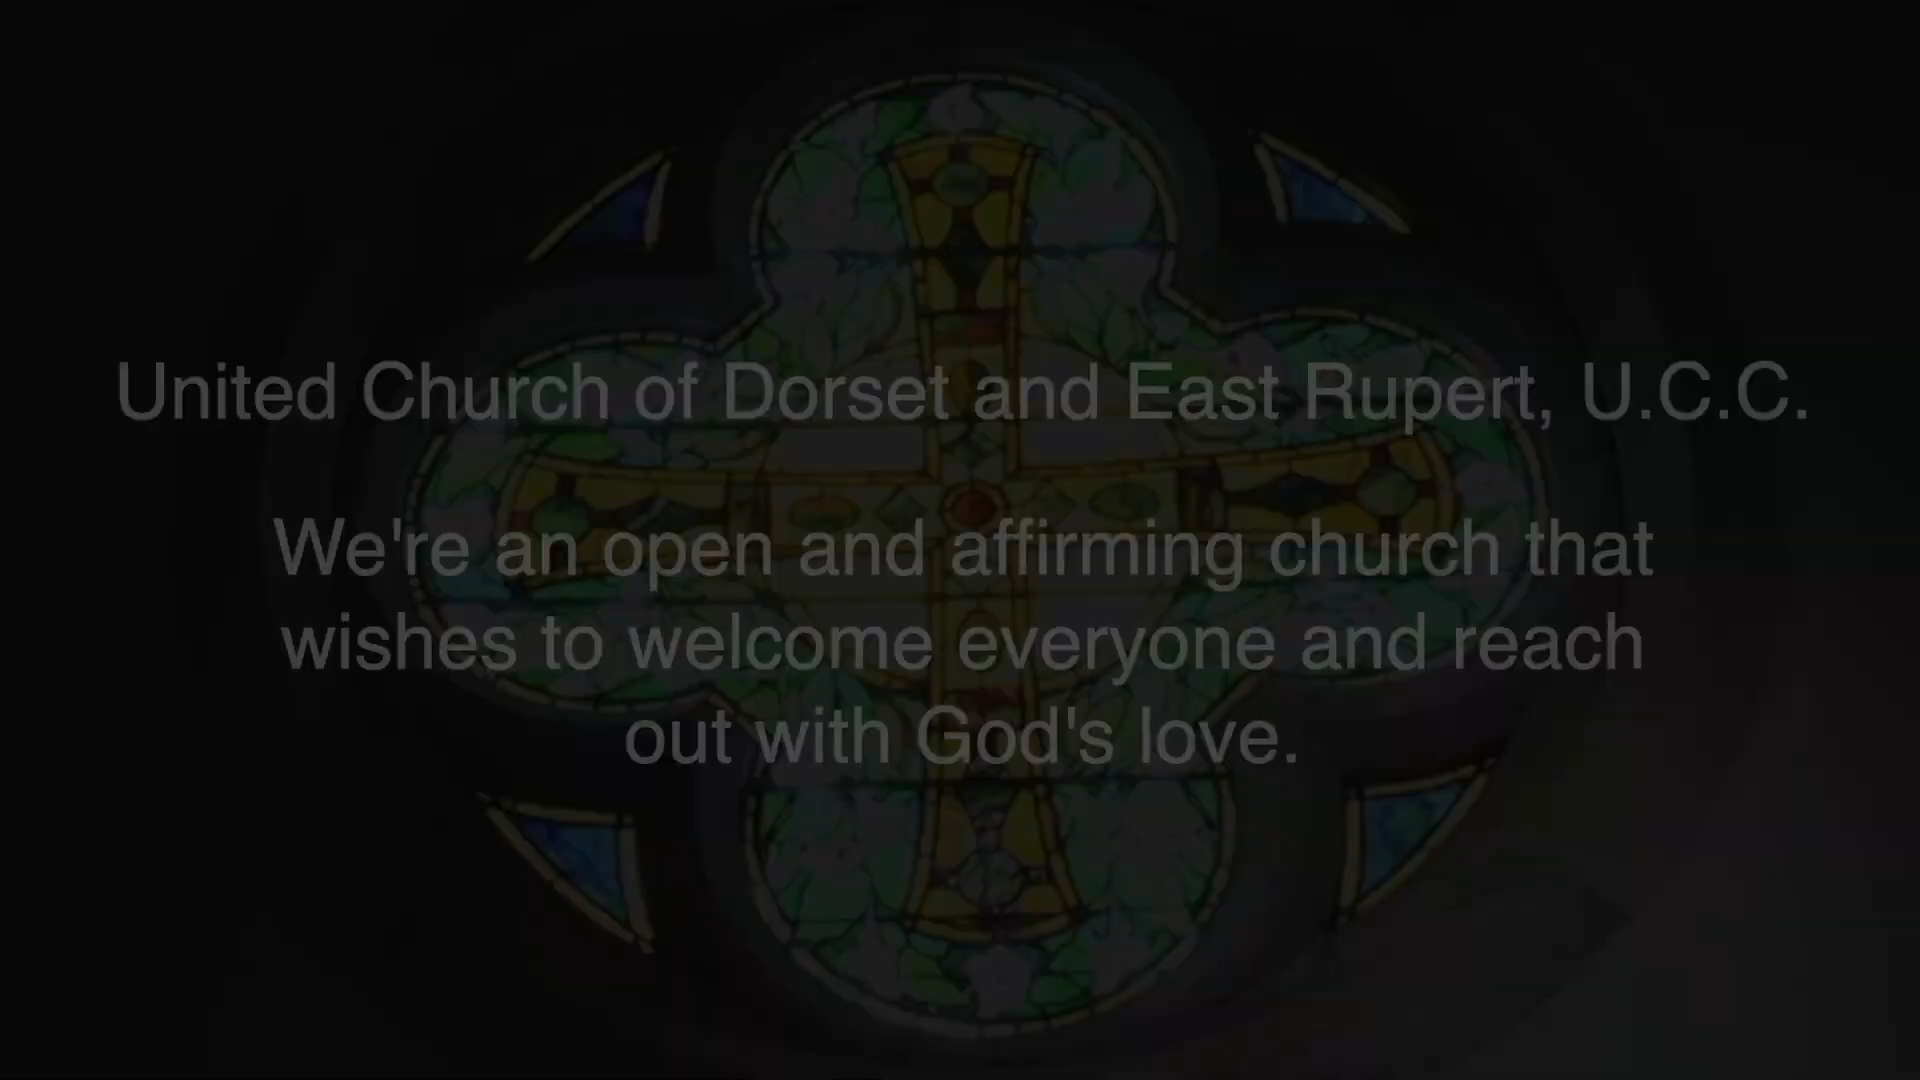 United Church of Dorset and East Rupert, U.C.C.
We're an open and affirming church that
wishes to welcome everyone and reach
out with God's love.